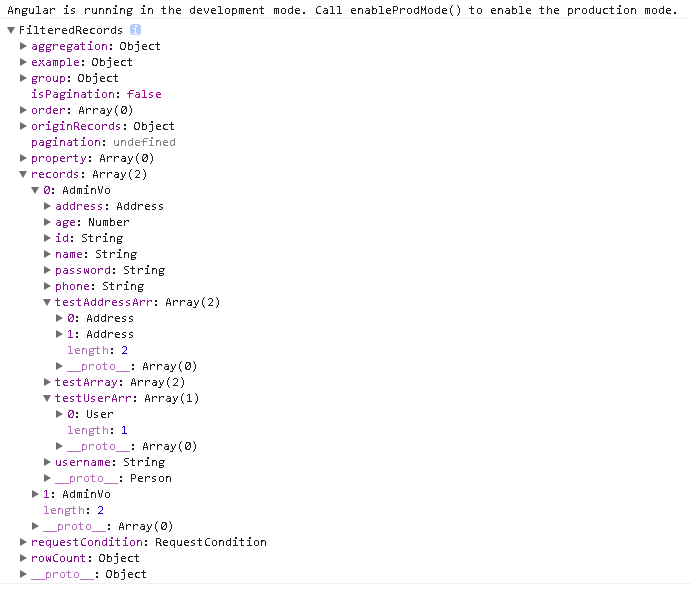 Angular is running in the development mode. Call enableProdMode() to enable the production mode.
FilteredRecords i
aggregation: Object
example: Object
group: Object
isPagination: false
order: Array(0)
originRecords: Object
pagination: undefined
property: Array(0)
records: Array(2)
0: AdminVo
address: Address
age: Number
id: String
name: String
password: String
phone: String
testAddressArr: Array(2)
0: Address
1: Address
length: 2
__proto__: Array(0)
testArray: Array(2)
testUserArr: Array(1)
0: User
length: 1
__proto__: Array(0)
username: String
__proto__: Person
1: AdminVo
length: 2
__proto__: Array(0)
requestCondition: RequestCondition
rowCount: Object
__proto__: Object